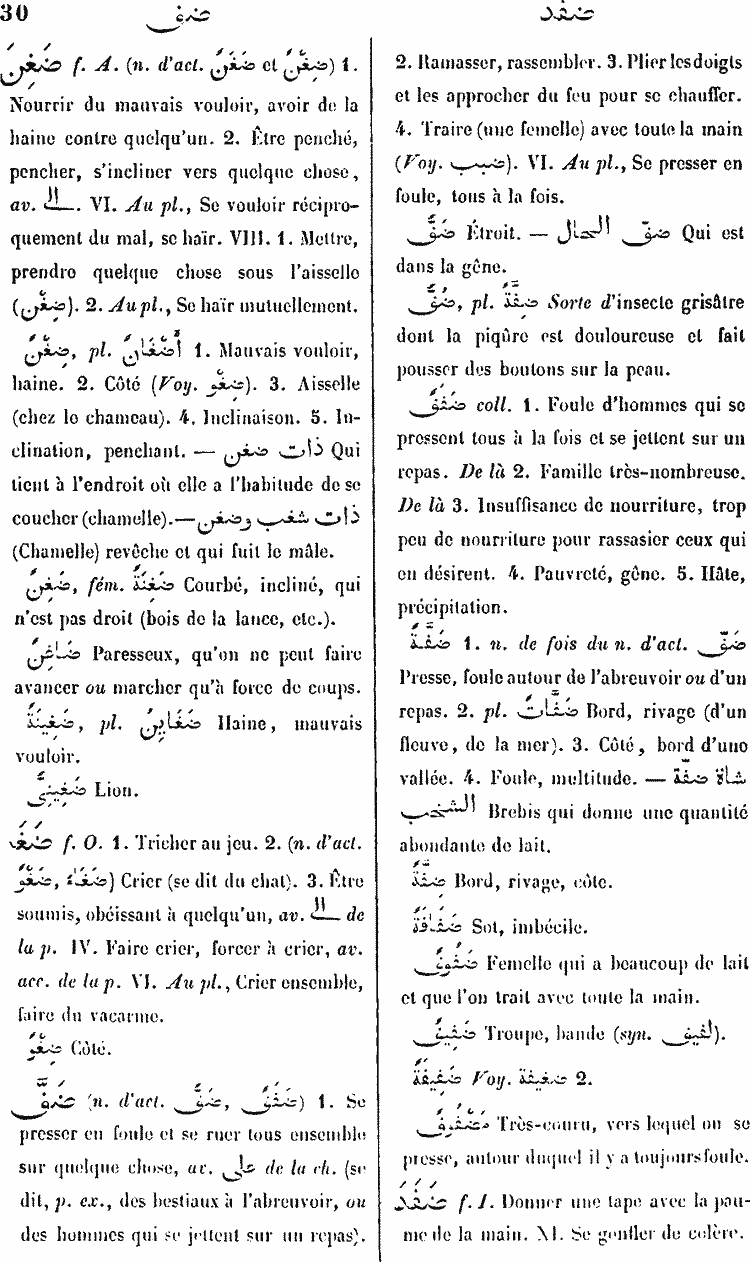 30 ضفّ ضفد
ضَغِنَ f. A. (n. d'act. ضَغَنٌ et ضِغْنٌ) 1.
Nourrir du mauvais vouloir, avoir de la
haine contre quelqu'un. 2. Être penché,
pencher, s'incliner vers quelque chose,
av. الى. VI. Au pl., Se vouloir récipro-
quement du mal, se haïr. VIII. 1. Mettre,
prendre quelque chose sous l'aisselle
(ضِغْن). 2. Au pl., Se haïr mutuellement.
ضِغْنٌ, pl. أَضْغَانٌ 1. Mauvais vouloir,
haine. 2. Côté (Voy. ضِغْو). 3. Aisselle
(chez le chameau). 4. Inclinaison. 5. In-
clination, penchant. — ذات ضغن Qui
tient à l'endroit où elle a l'habitude de se
coucher (chamelle). — ذات شغب وضغن
(Chamelle) revêche et qui fuit le mâle.
ضَغِنٌ, fém. ضَغِنَةٌ Courbé, incliné, qui
n'est pas droit (bois de la lance, etc.).
ضَاغِنٌ Paresseux, qu'on ne peut faire
avancer ou marcher qu'à force de coups.
ضَغِينَةٌ, pl. ضَغَايِنُ Haine, mauvais
vouloir.
ضَغِينِىٌّ Lion.
ضَغَا f. O. 1. Tricher au jeu. 2. (n. d'act.
ضَغْوٌ, ضُغَاءٌ) Crier (se dit du chat). 3. Être
soumis, obéissant à quelqu'un, av. الى de
la p. IV. Faire crier, forcer à crier, av.
acc. de la p. VI. Au pl., Crier ensemble,
faire du vacarme.
ضِغْوٌ Côté.
ضَفَّ (n. d'act. ضَفٌّ, ضَفَفٌ) 1. Se
presser en foule et se ruer tous ensemble
sur quelque chose, av. على de la ch. (se
dit, p. ex., des bestiaux à l'abreuvoir, ou
des hommes qui se jettent sur un repas).
2. Ramasser, rassembler. 3. Plier les doigts
et les approcher du feu pour se chauffer.
4. Traire (une femelle) avec toute la main
(Voy. ضبب). VI. Au pl., Se presser en
foule, tous à la fois.
ضَفٌّ Étroit. — ضفّ الحال Qui est
dans la gêne.
ضُفٌّ, pl. ضِفَفَةٌ Sorte d'insecte grisâtre
dont la piqûre est douloureuse et fait
pousser des boutons sur la peau.
ضَفَفٌ coll. 1. Foule d'hommes qui se
pressent tous à la fois et se jettent sur un
repas. De là 2. Famille très-nombreuse.
De là 3. Insuffisance de nourriture, trop
peu de nourriture pour rassasier ceux qui
en désirent. 4. Pauvreté, gêne. 5. Hâte,
précipitation.
ضَفَّةٌ 1. n. de fois du n. d'act. ضَفّ
Presse, foule autour de l'abreuvoir ou d'un
repas. 2. pl. ضَفَّاتٌ Bord, rivage (d'un
fleuve, de la mer). 3. Côté, bord d'une
vallée. 4. Foule, multitude. — شاة ضفّة
الشخب Brebis qui donne une quantité
abondante de lait.
ضِفَّةٌ Bord, rivage, côte.
ضَفَافَةٌ Sot, imbécile.
ضَفُوفٌ Femelle qui a beaucoup de lait
et que l'on trait avec toute la main.
ضَفِيفٌ Troupe, bande (syn. لفيف).
ضَفِيفَةٌ Voy. ضغيغة 2.
مَضْفُوفٌ Très-couru, vers lequel on se
presse, autour duquel il y a toujours foule.
ضَفَدَ f. I. Donner une tape avec la pau-
me de la main. XI. Se gonfler de colère.